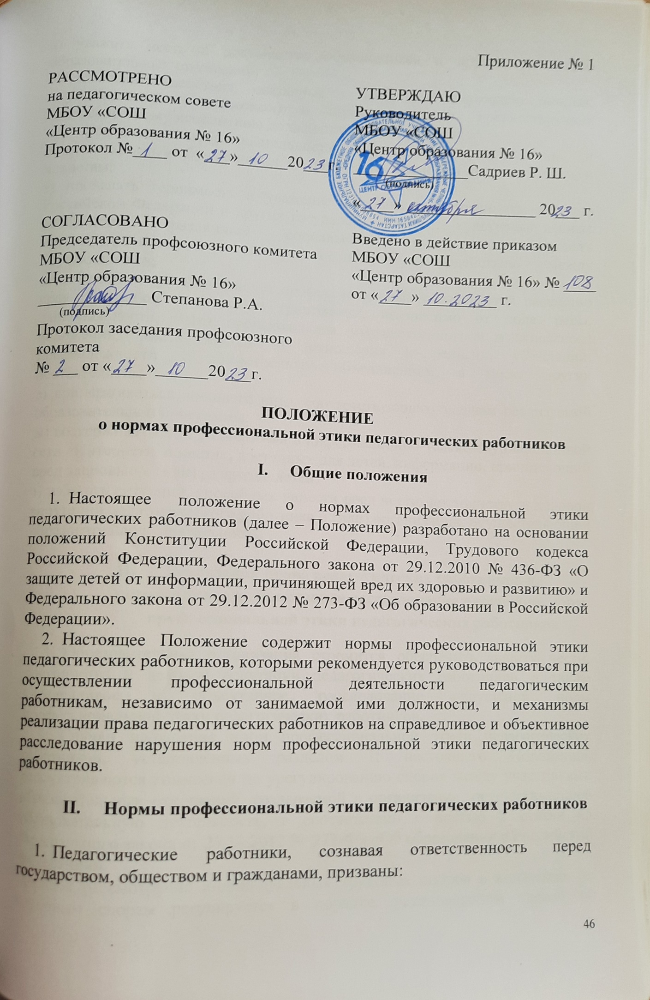 Приложение № 1
РАССМОТРЕНО
на педагогическом совете
МБОУ «СОШ
«Центр образования № 16»
Протокол № 1 от «27» 10 2023 г.
УТВЕРЖДАЮ
Руководитель
МБОУ «СОШ
«Центр образования № 16»
Садриев Р. Ш.
(подпись)
«27» октября 2023 г.
16
ЦЕНТР ОБРАЗОВАНИЯ
СОГЛАСОВАНО
Председатель профсоюзного комитета
МБОУ «СОШ
«Центр образования № 16»
Степанова Р.А.
(подпись)
Протокол заседания профсоюзного
комитета
№ 2 от «27» 10 2023 г.
Введено в действие приказом
МБОУ «СОШ
«Центр образования № 16» № 108
от «27» 10.2023 г.
ПОЛОЖЕНИЕ
о нормах профессиональной этики педагогических работников
I. Общие положения
1. Настоящее положение о нормах профессиональной этики
педагогических работников (далее – Положение) разработано на основании
положений Конституции Российской Федерации, Трудового кодекса
Российской Федерации, Федерального закона от 29.12.2010 № 436-ФЗ «О
защите детей от информации, причиняющей вред их здоровью и развитию» и
Федерального закона от 29.12.2012 № 273-ФЗ «Об образовании в Российской
Федерации».
2. Настоящее Положение содержит нормы профессиональной этики
педагогических работников, которыми рекомендуется руководствоваться при
осуществлении профессиональной деятельности педагогическим
работникам, независимо от занимаемой ими должности, и механизмы
реализации права педагогических работников на справедливое и объективное
расследование нарушения норм профессиональной этики педагогических
работников.
II. Нормы профессиональной этики педагогических работников
1. Педагогические работники, сознавая ответственность перед
государством, обществом и гражданами, призваны:
46